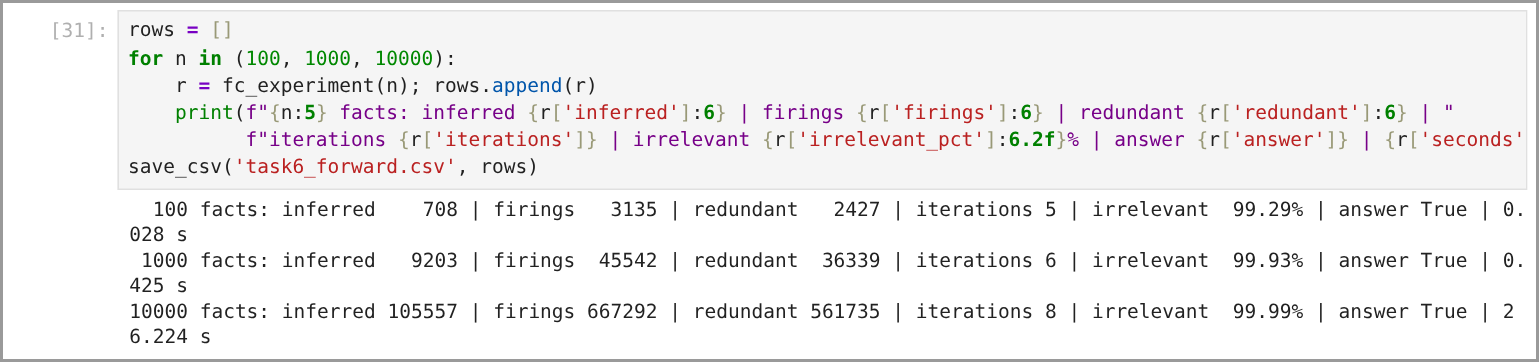 [31]:
rows = []
for n in (100, 1000, 10000):
    r = fc_experiment(n); rows.append(r)
    print(f"{n:5} facts: inferred {r['inferred']:6} | firings {r['firings']:6} | redundant {r['redundant']:6} | "
          f"iterations {r['iterations']} | irrelevant {r['irrelevant_pct']:6.2f}% | answer {r['answer']} | {r['seconds'
save_csv('task6_forward.csv', rows)
  100 facts: inferred    708 | firings   3135 | redundant   2427 | iterations 5 | irrelevant  99.29% | answer True | 0.
028 s
 1000 facts: inferred   9203 | firings  45542 | redundant  36339 | iterations 6 | irrelevant  99.93% | answer True | 0.
425 s
10000 facts: inferred 105557 | firings 667292 | redundant 561735 | iterations 8 | irrelevant  99.99% | answer True | 2
6.224 s